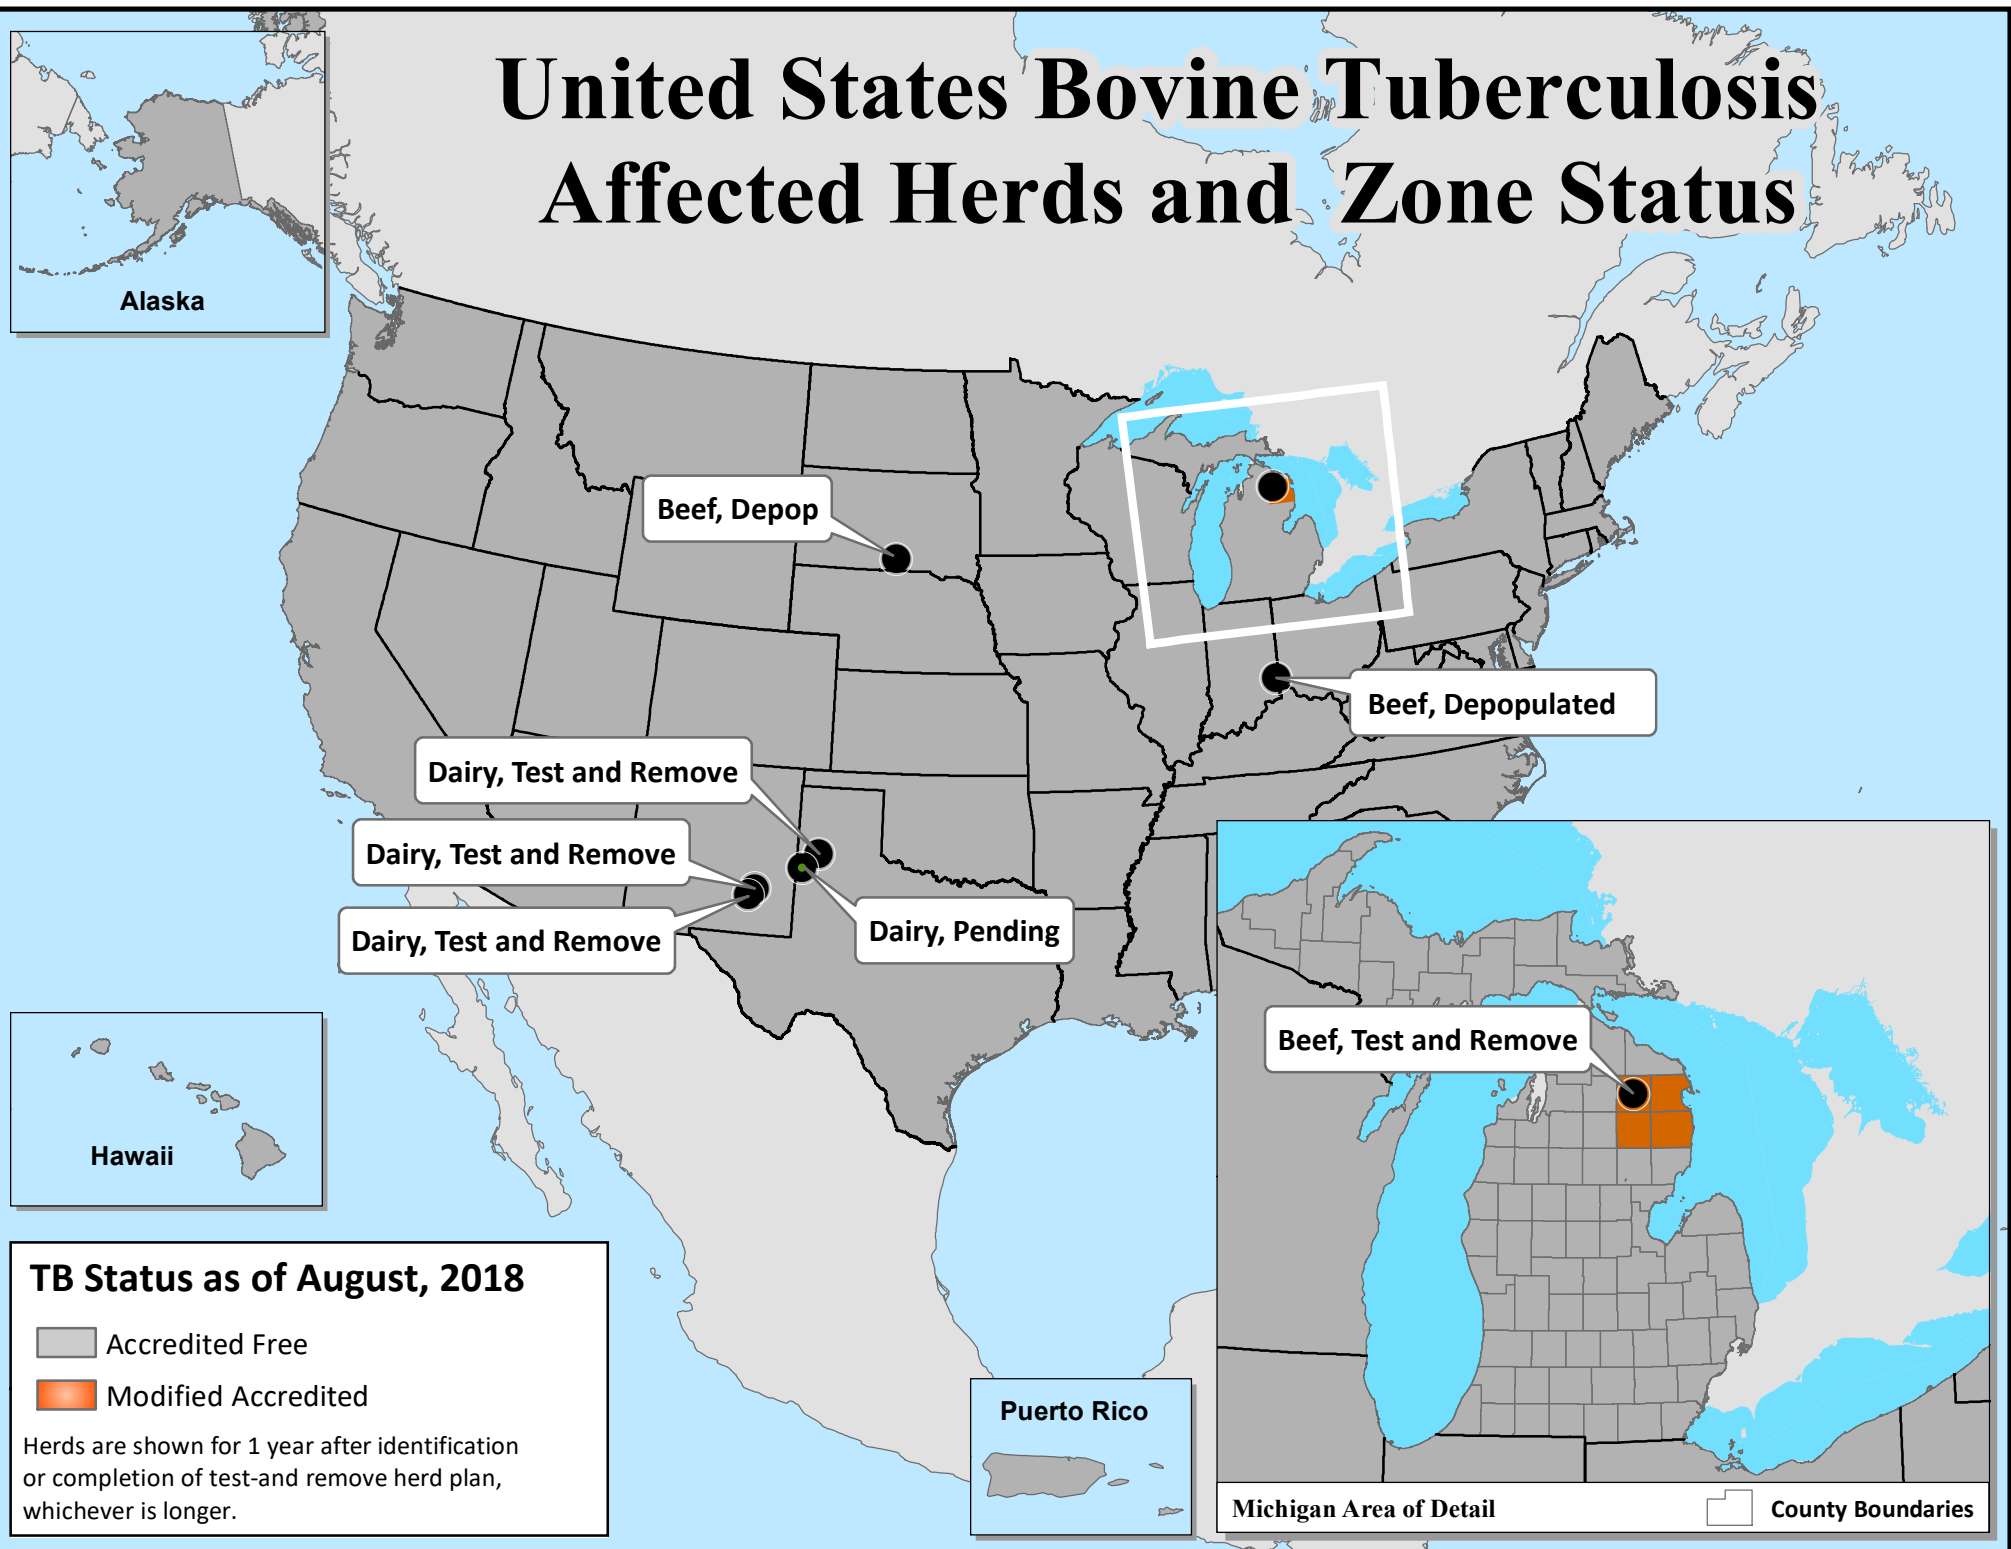 United States Bovine Tuberculosis
Affected Herds and Zone Status
Alaska
Beef, Depop
Beef, Depopulated
Dairy, Test and Remove
Dairy, Test and Remove
Dairy, Test and Remove
Dairy, Pending
Beef, Test and Remove
Hawaii
TB Status as of August, 2018
Accredited Free
Modified Accredited
Herds are shown for 1 year after identification
or completion of test-and remove herd plan,
whichever is longer.
Puerto Rico
Michigan Area of Detail
County Boundaries